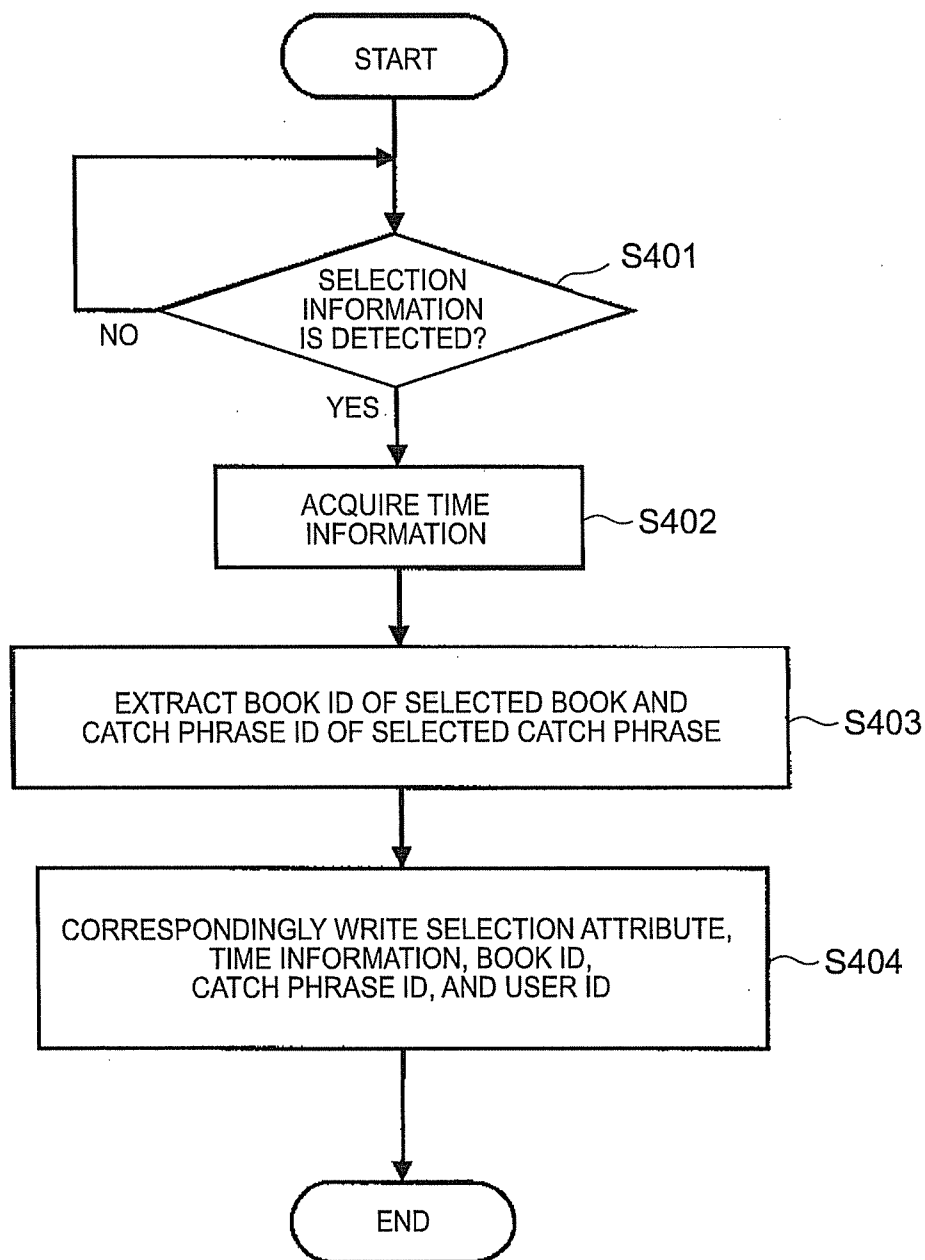 START
S401
SELECTION
INFORMATION
IS DETECTED?
NO
YES
ACQUIRE TIME
INFORMATION
S402
EXTRACT BOOK ID OF SELECTED BOOK AND
CATCH PHRASE ID OF SELECTED CATCH PHRASE
S403
CORRESPONDINGLY WRITE SELECTION ATTRIBUTE,
TIME INFORMATION, BOOK ID,
CATCH PHRASE ID, AND USER ID
S404
END